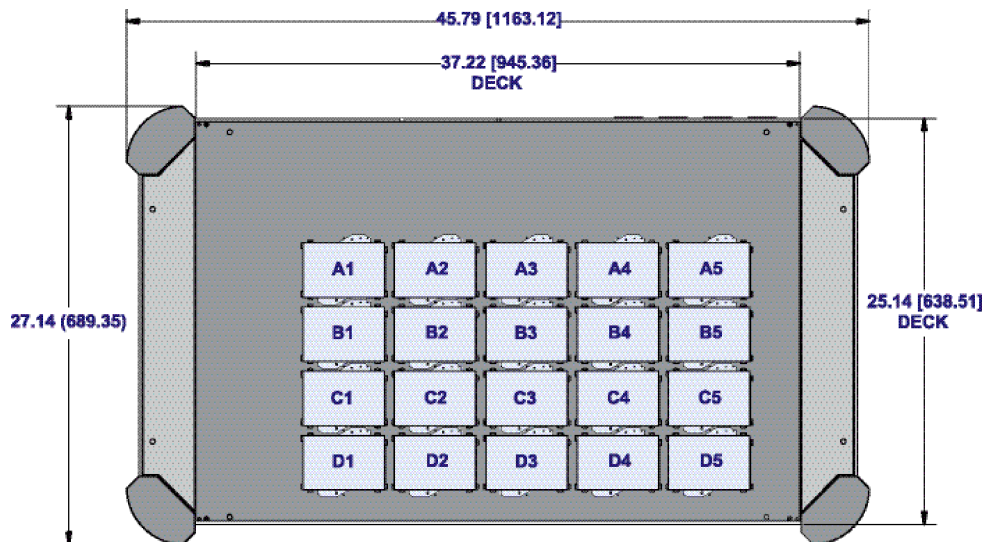 45.79 [1163.12]
37.22 [945.36]
DECK
A1 A2 A3 A4 A5
27.14 (689.35)
25.14 [638.51]
DECK
B1 B2 B3 B4 B5
C1 C2 C3 C4 C5
D1 D2 D3 D4 D5